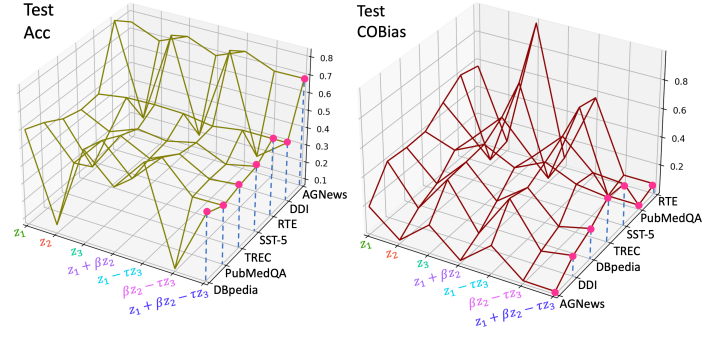 Test
Acc
0.8
0.7
0.6
0.5
0.4
0.3
0.2
0.1
AGNews
DDI
RTE
SST-5
TREC
PubMedQA
DBpedia
z₁
z₂
z₃
z₁ + βz₂
z₁ − τz₃
βz₂ − τz₃
z₁ + βz₂ − τz₃
Test
COBias
0.8
0.6
0.4
0.2
RTE
PubMedQA
SST-5
TREC
DBpedia
DDI
AGNews
z₁
z₂
z₃
z₁ + βz₂
z₁ − τz₃
βz₂ − τz₃
z₁ + βz₂ − τz₃